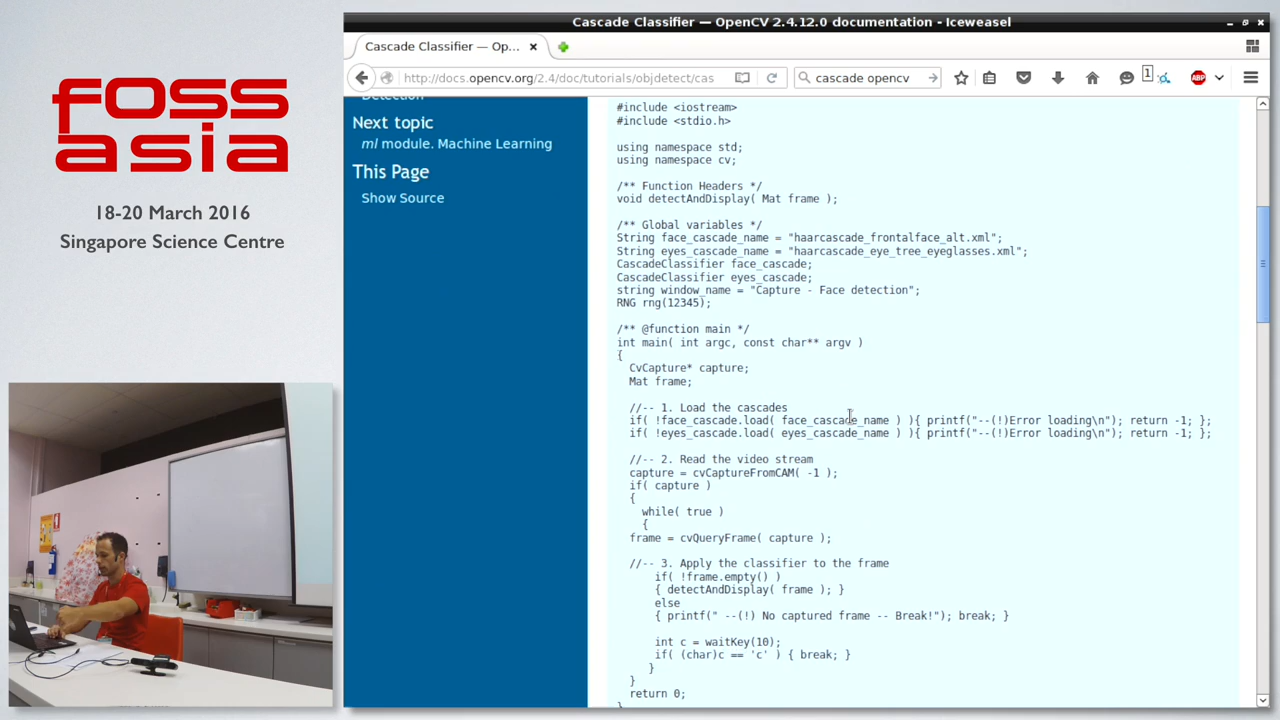 foss
asia
18-20 March 2016
Singapore Science Centre
Cascade Classifier — OpenCV 2.4.12.0 documentation - Iceweasel
Cascade Classifier — Op...
http://docs.opencv.org/2.4/doc/tutorials/objdetect/cas
cascade opencv
1
ABP
Detection
Next topic
ml module. Machine Learning
This Page
Show Source
#include <iostream>
#include <stdio.h>
using namespace std;
using namespace cv;
/** Function Headers */
void detectAndDisplay( Mat frame );
/** Global variables */
String face_cascade_name = "haarcascade_frontalface_alt.xml";
String eyes_cascade_name = "haarcascade_eye_tree_eyeglasses.xml";
CascadeClassifier face_cascade;
CascadeClassifier eyes_cascade;
string window_name = "Capture - Face detection";
RNG rng(12345);
/** @function main */
int main( int argc, const char** argv )
{
CvCapture* capture;
Mat frame;
//-- 1. Load the cascades
if( !face_cascade.load( face_cascade_name ) ){ printf("--(!)Error loading\n"); return -1; };
if( !eyes_cascade.load( eyes_cascade_name ) ){ printf("--(!)Error loading\n"); return -1; };
//-- 2. Read the video stream
capture = cvCaptureFromCAM( -1 );
if( capture )
{
while( true )
{
frame = cvQueryFrame( capture );
//-- 3. Apply the classifier to the frame
if( !frame.empty() )
{ detectAndDisplay( frame ); }
else
{ printf(" --(!) No captured frame -- Break!"); break; }
int c = waitKey(10);
if( (char)c == 'c' ) { break; }
}
}
return 0;
}